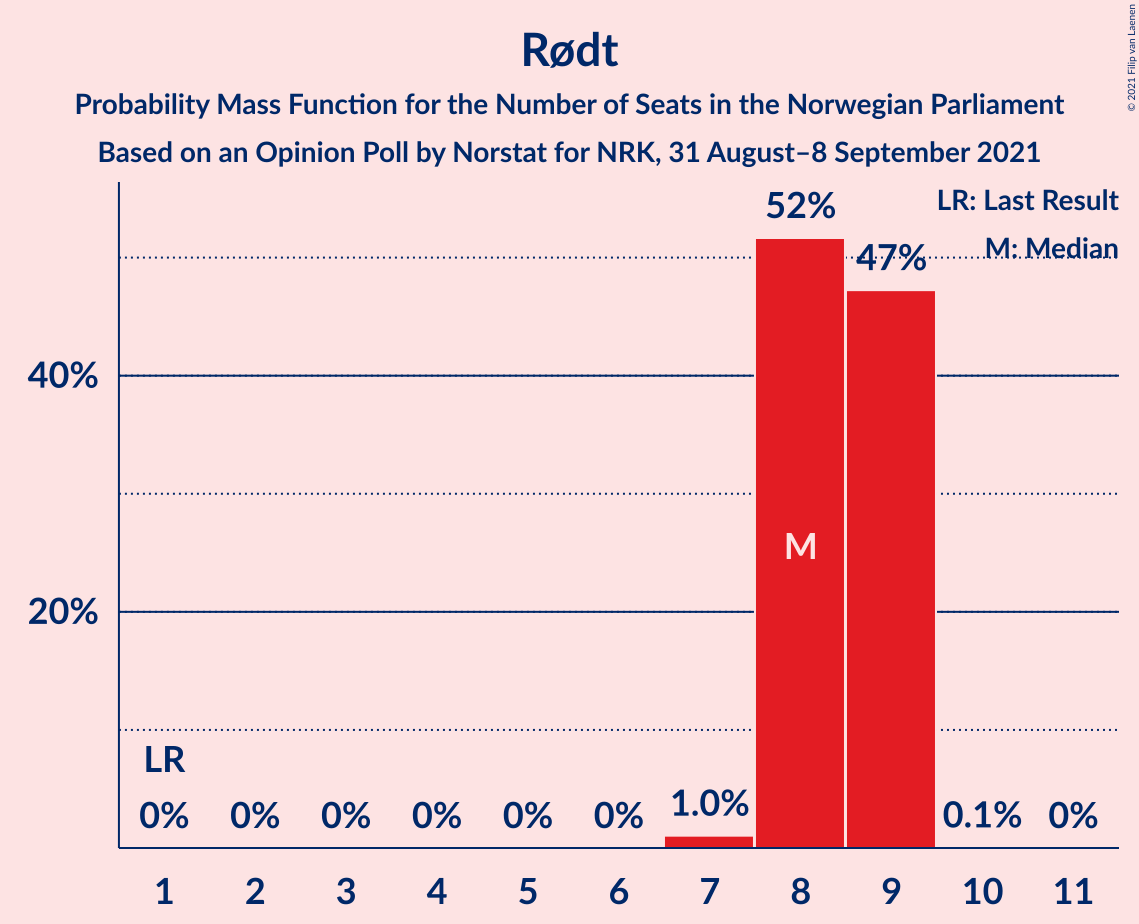 Rødt
Probability Mass Function for the Number of Seats in the Norwegian Parliament
Based on an Opinion Poll by Norstat for NRK, 31 August–8 September 2021
© 2021 Filip van Laenen
LR: Last Result
M: Median
52%
47%
40%
M
20%
LR
0% 0% 0% 0% 0% 0% 1.0% 0.1% 0%
1 2 3 4 5 6 7 8 9 10 11